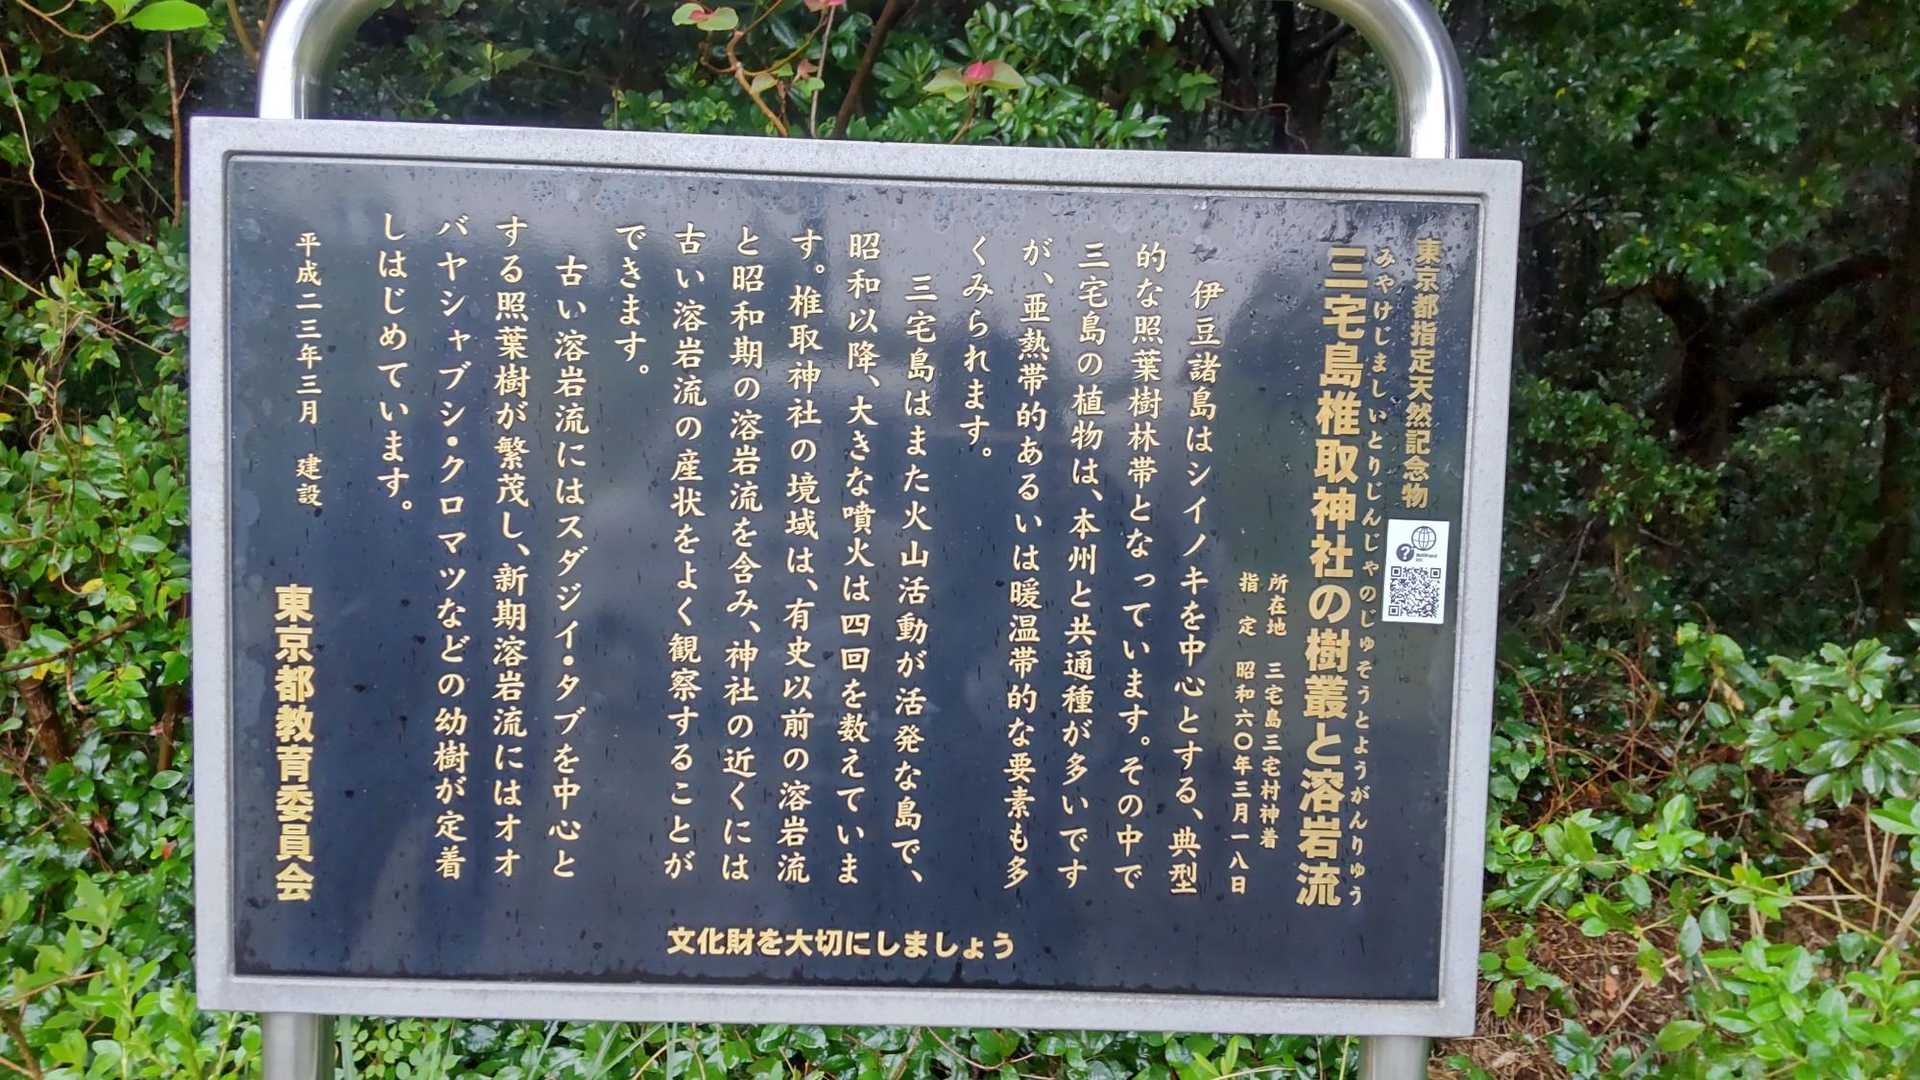 東京都指定天然記念物
みやけじましいとりじんじゃのじゅそうとようがんりゅう
三宅島椎取神社の樹叢と溶岩流
所在地　三宅島三宅村神着
指　定　昭和六〇年三月一八日
伊豆諸島はシイノキを中心とする、典型
的な照葉樹林帯となっています。その中で
三宅島の植物は、本州と共通種が多いです
が、亜熱帯的あるいは暖温帯的な要素も多
くみられます。
三宅島はまた火山活動が活発な島で、
昭和以降、大きな噴火は四回を数えていま
す。椎取神社の境域は、有史以前の溶岩流
と昭和期の溶岩流を含み、神社の近くには
古い溶岩流の産状をよく観察することが
できます。
古い溶岩流にはスダジイ・タブを中心と
する照葉樹が繁茂し、新期溶岩流にはオオ
バヤシャブシ・クロマツなどの幼樹が定着
しはじめています。
平成二三年三月　建設
東京都教育委員会
文化財を大切にしましょう